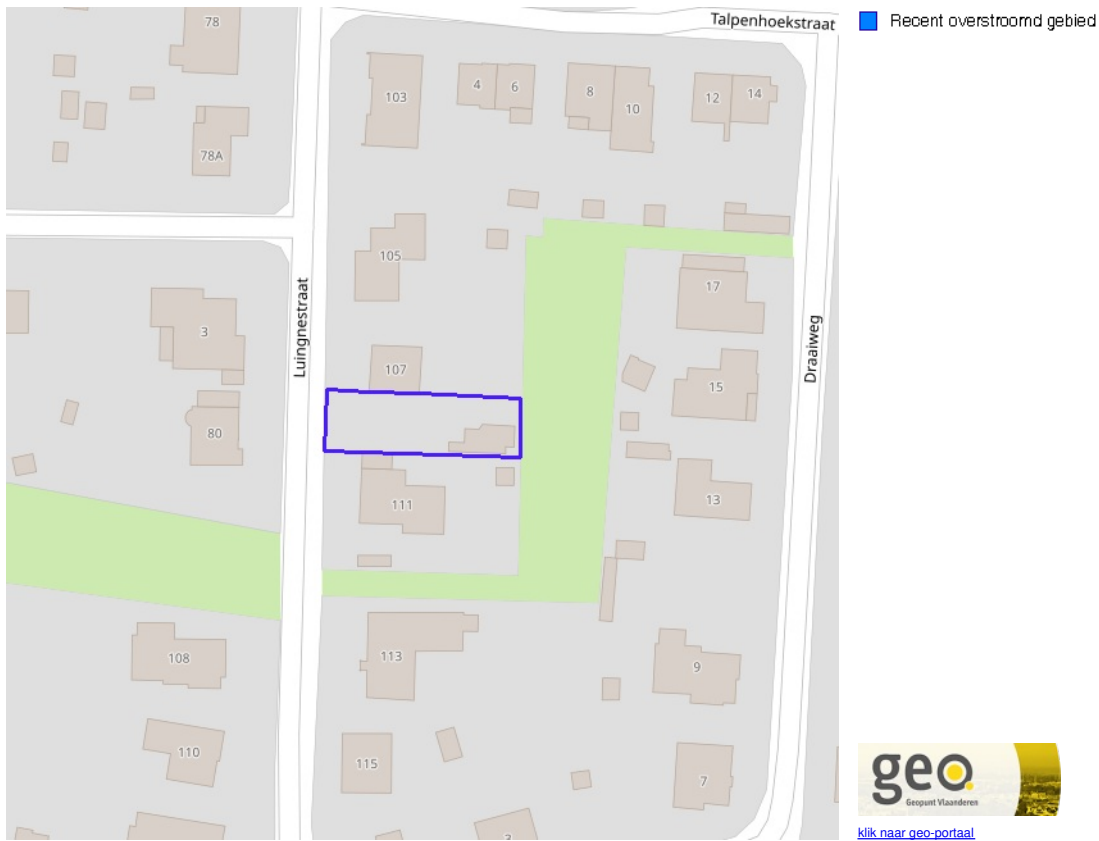 Talpenhoekstraat
Recent overstroomd gebied
78
103
4
6
8
10
12
14
78A
105
17
Luingnestraat
Draaiweg
3
107
15
80
13
111
108
113
9
110
115
7
3
geo.
Geopunt Vlaanderen
klik naar geo-portaal